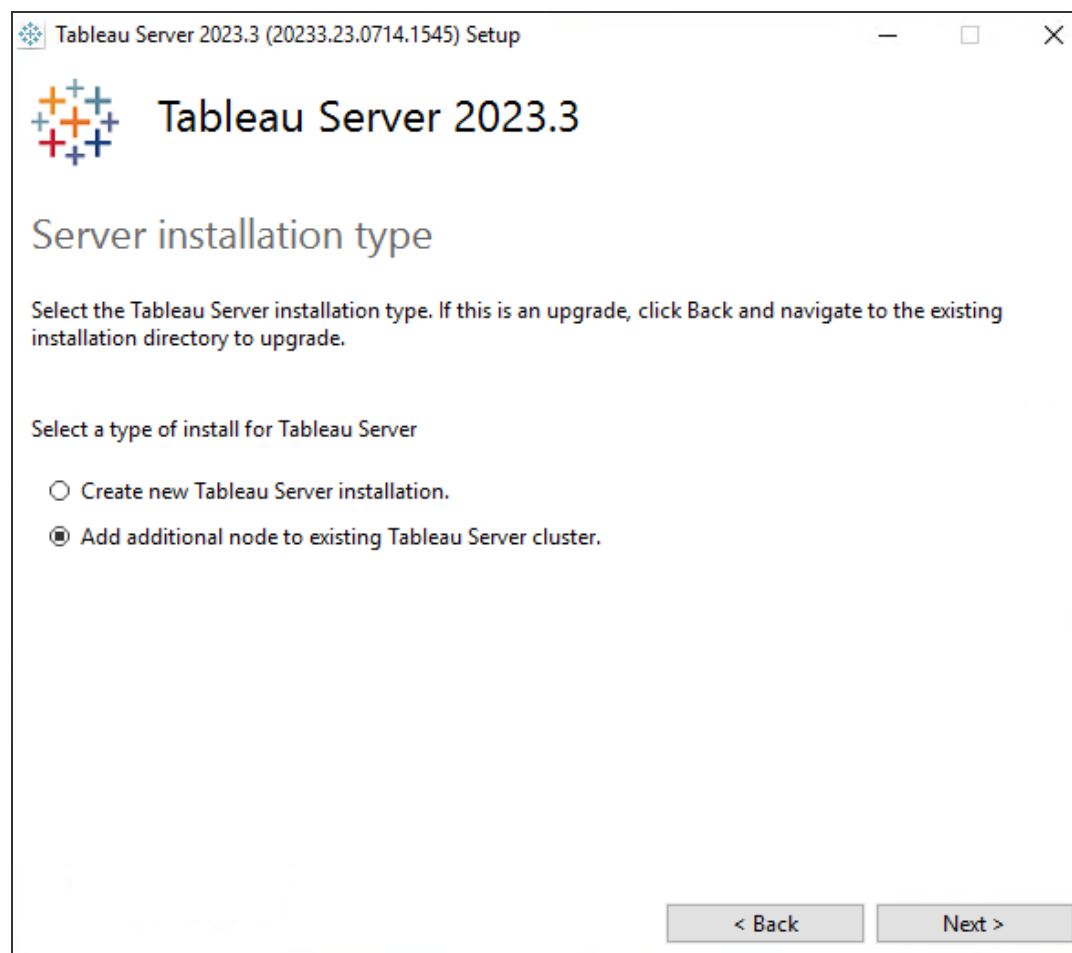 Tableau Server 2023.3 (20233.23.0714.1545) Setup
Tableau Server 2023.3
Server installation type
Select the Tableau Server installation type. If this is an upgrade, click Back and navigate to the existing
installation directory to upgrade.
Select a type of install for Tableau Server
Create new Tableau Server installation.
Add additional node to existing Tableau Server cluster.
< Back
Next >